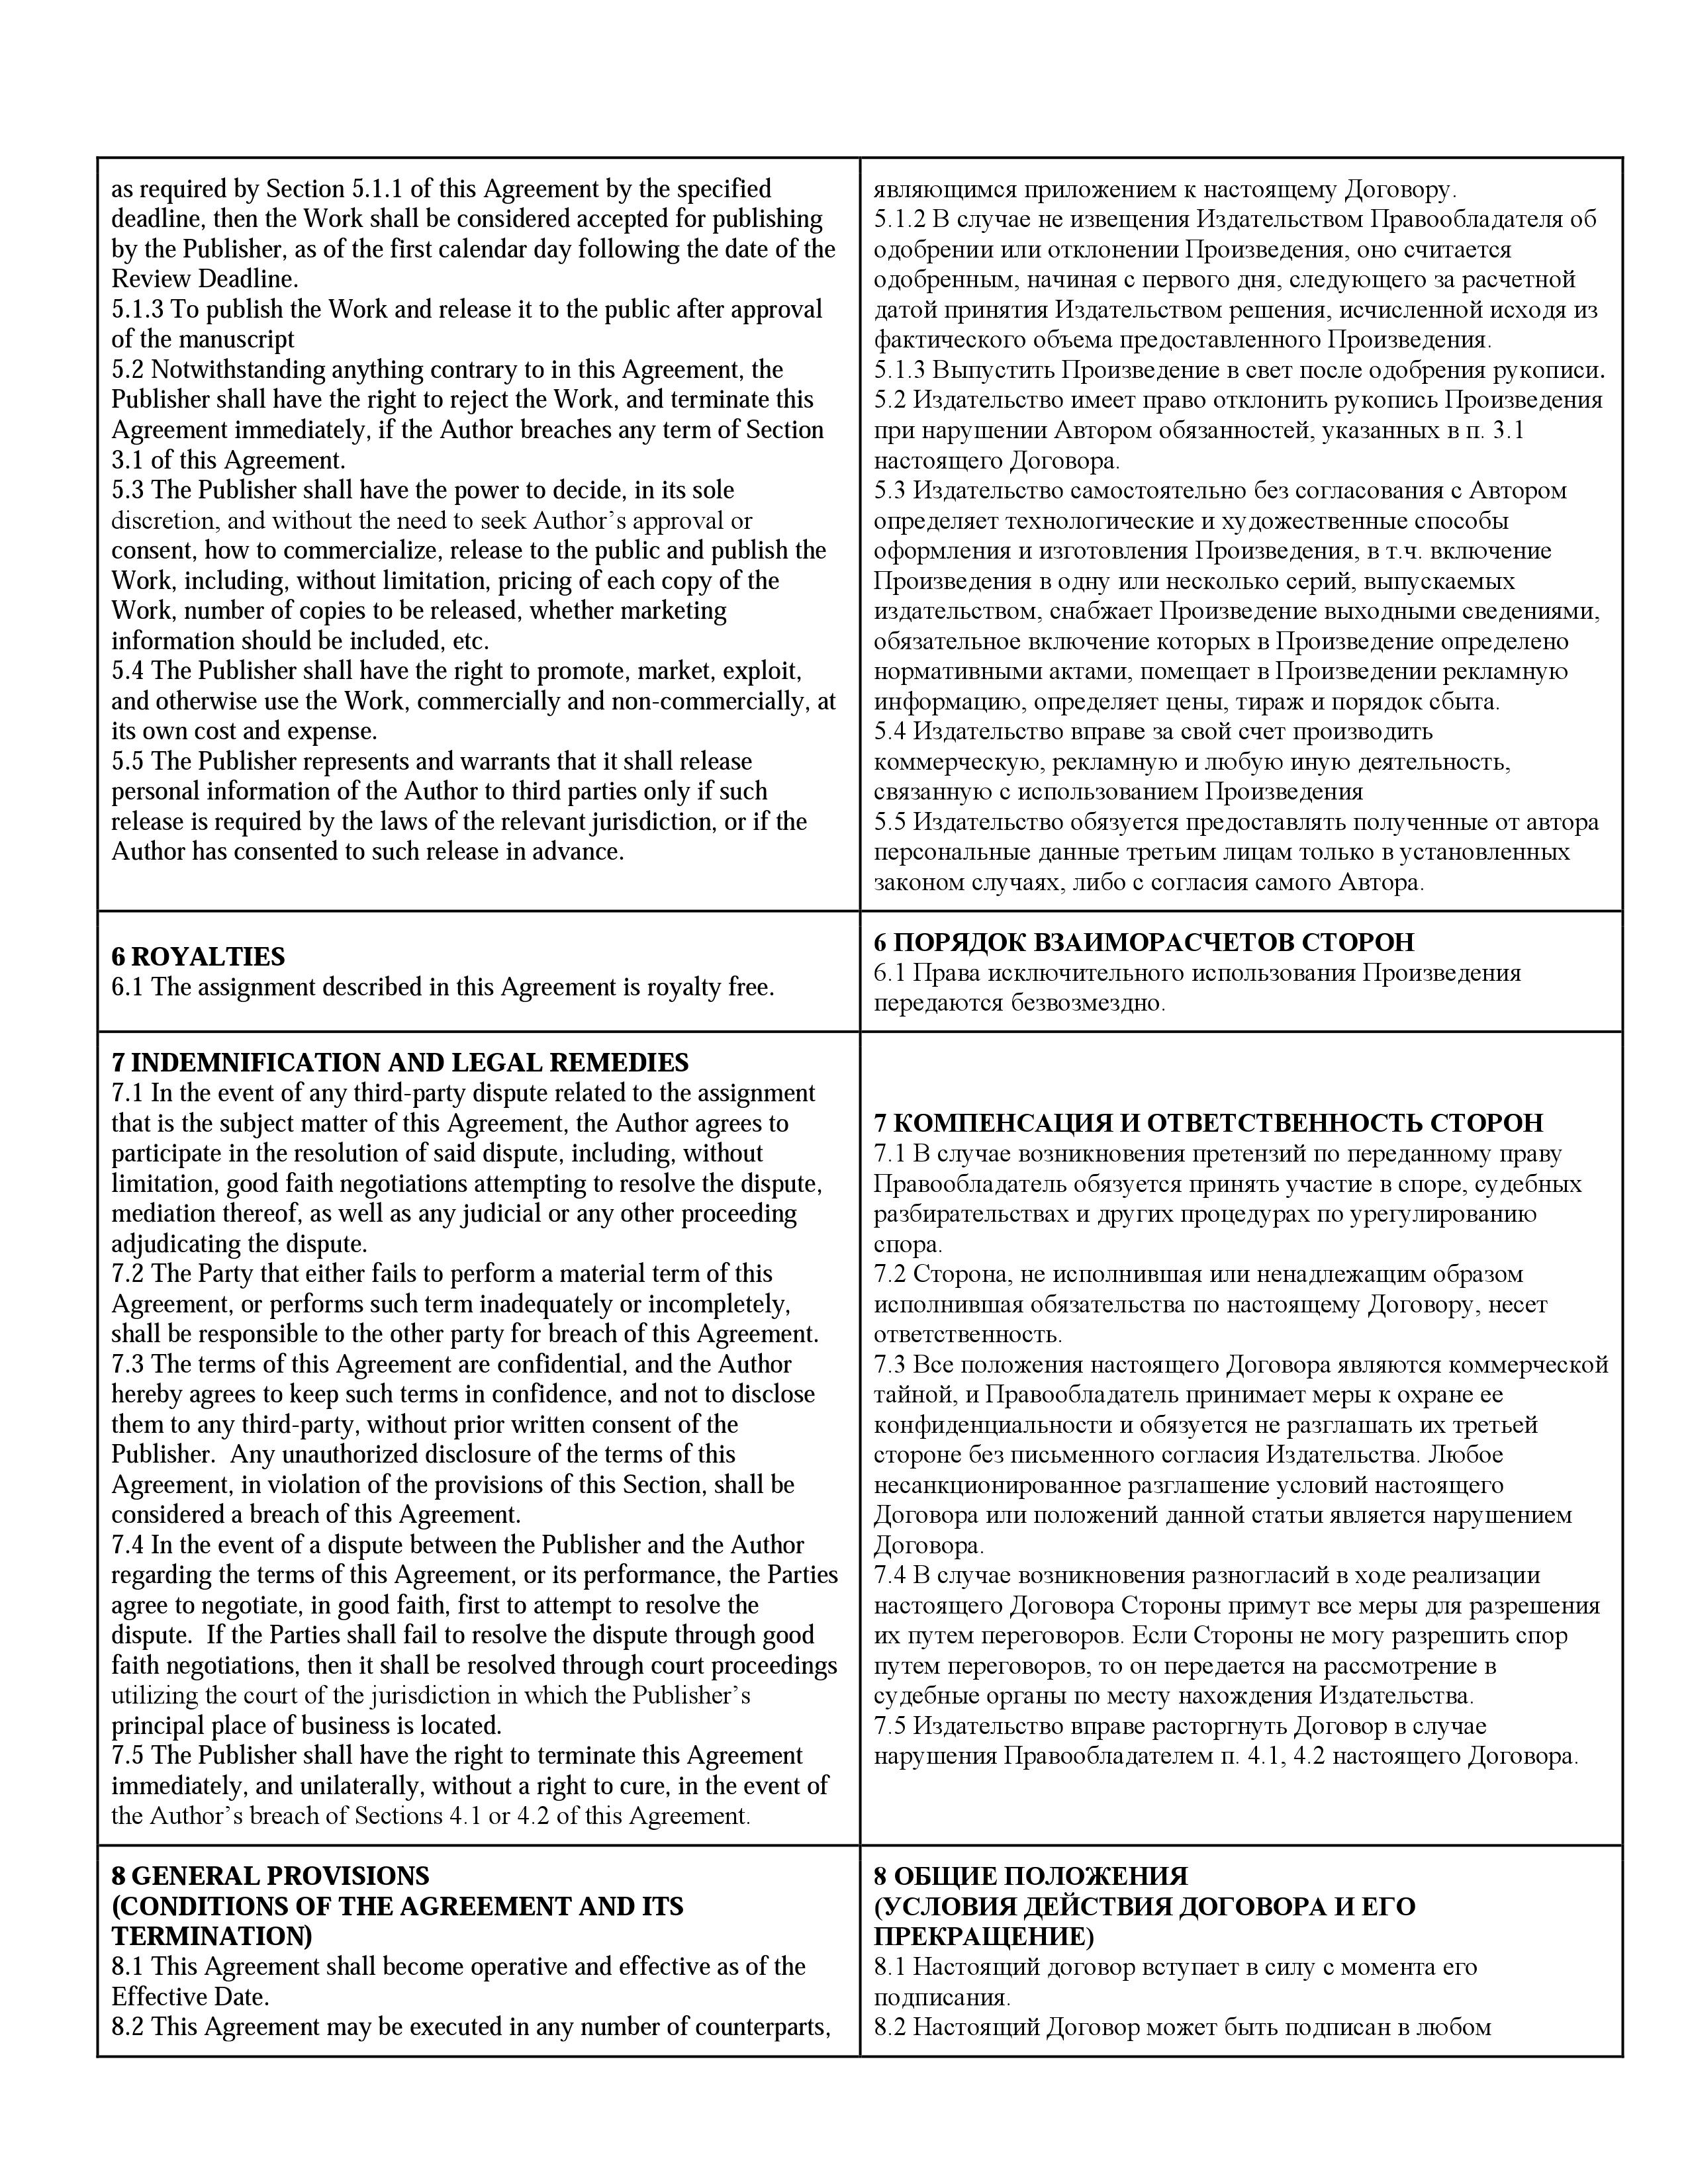 as required by Section 5.1.1 of this Agreement by the specified
deadline, then the Work shall be considered accepted for publishing
by the Publisher, as of the first calendar day following the date of the
Review Deadline.
5.1.3 To publish the Work and release it to the public after approval
of the manuscript
5.2 Notwithstanding anything contrary to in this Agreement, the
Publisher shall have the right to reject the Work, and terminate this
Agreement immediately, if the Author breaches any term of Section
3.1 of this Agreement.
5.3 The Publisher shall have the power to decide, in its sole
discretion, and without the need to seek Author’s approval or
consent, how to commercialize, release to the public and publish the
Work, including, without limitation, pricing of each copy of the
Work, number of copies to be released, whether marketing
information should be included, etc.
5.4 The Publisher shall have the right to promote, market, exploit,
and otherwise use the Work, commercially and non-commercially, at
its own cost and expense.
5.5 The Publisher represents and warrants that it shall release
personal information of the Author to third parties only if such
release is required by the laws of the relevant jurisdiction, or if the
Author has consented to such release in advance.
являющимся приложением к настоящему Договору.
5.1.2 В случае не извещения Издательством Правообладателя об
одобрении или отклонении Произведения, оно считается
одобренным, начиная с первого дня, следующего за расчетной
датой принятия Издательством решения, исчисленной исходя из
фактического объема предоставленного Произведения.
5.1.3 Выпустить Произведение в свет после одобрения рукописи.
5.2 Издательство имеет право отклонить рукопись Произведения
при нарушении Автором обязанностей, указанных в п. 3.1
настоящего Договора.
5.3 Издательство самостоятельно без согласования с Автором
определяет технологические и художественные способы
оформления и изготовления Произведения, в т.ч. включение
Произведения в одну или несколько серий, выпускаемых
издательством, снабжает Произведение выходными сведениями,
обязательное включение которых в Произведение определено
нормативными актами, помещает в Произведении рекламную
информацию, определяет цены, тираж и порядок сбыта.
5.4 Издательство вправе за свой счет производить
коммерческую, рекламную и любую иную деятельность,
связанную с использованием Произведения
5.5 Издательство обязуется предоставлять полученные от автора
персональные данные третьим лицам только в установленных
законом случаях, либо с согласия самого Автора.
6 ROYALTIES
6.1 The assignment described in this Agreement is royalty free.
6 ПОРЯДОК ВЗАИМОРАСЧЕТОВ СТОРОН
6.1 Права исключительного использования Произведения
передаются безвозмездно.
7 INDEMNIFICATION AND LEGAL REMEDIES
7.1 In the event of any third-party dispute related to the assignment
that is the subject matter of this Agreement, the Author agrees to
participate in the resolution of said dispute, including, without
limitation, good faith negotiations attempting to resolve the dispute,
mediation thereof, as well as any judicial or any other proceeding
adjudicating the dispute.
7.2 The Party that either fails to perform a material term of this
Agreement, or performs such term inadequately or incompletely,
shall be responsible to the other party for breach of this Agreement.
7.3 The terms of this Agreement are confidential, and the Author
hereby agrees to keep such terms in confidence, and not to disclose
them to any third-party, without prior written consent of the
Publisher.  Any unauthorized disclosure of the terms of this
Agreement, in violation of the provisions of this Section, shall be
considered a breach of this Agreement.
7.4 In the event of a dispute between the Publisher and the Author
regarding the terms of this Agreement, or its performance, the Parties
agree to negotiate, in good faith, first to attempt to resolve the
dispute.  If the Parties shall fail to resolve the dispute through good
faith negotiations, then it shall be resolved through court proceedings
utilizing the court of the jurisdiction in which the Publisher’s
principal place of business is located.
7.5 The Publisher shall have the right to terminate this Agreement
immediately, and unilaterally, without a right to cure, in the event of
the Author’s breach of Sections 4.1 or 4.2 of this Agreement.
7 КОМПЕНСАЦИЯ И ОТВЕТСТВЕННОСТЬ СТОРОН
7.1 В случае возникновения претензий по переданному праву
Правообладатель обязуется принять участие в споре, судебных
разбирательствах и других процедурах по урегулированию
спора.
7.2 Сторона, не исполнившая или ненадлежащим образом
исполнившая обязательства по настоящему Договору, несет
ответственность.
7.3 Все положения настоящего Договора являются коммерческой
тайной, и Правообладатель принимает меры к охране ее
конфиденциальности и обязуется не разглашать их третьей
стороне без письменного согласия Издательства. Любое
несанкционированное разглашение условий настоящего
Договора или положений данной статьи является нарушением
Договора.
7.4 В случае возникновения разногласий в ходе реализации
настоящего Договора Стороны примут все меры для разрешения
их путем переговоров. Если Стороны не могу разрешить спор
путем переговоров, то он передается на рассмотрение в
судебные органы по месту нахождения Издательства.
7.5 Издательство вправе расторгнуть Договор в случае
нарушения Правообладателем п. 4.1, 4.2 настоящего Договора.
8 GENERAL PROVISIONS
(CONDITIONS OF THE AGREEMENT AND ITS
TERMINATION)
8.1 This Agreement shall become operative and effective as of the
Effective Date.
8.2 This Agreement may be executed in any number of counterparts,
8 ОБЩИЕ ПОЛОЖЕНИЯ
(УСЛОВИЯ ДЕЙСТВИЯ ДОГОВОРА И ЕГО
ПРЕКРАЩЕНИЕ)
8.1 Настоящий договор вступает в силу с момента его
подписания.
8.2 Настоящий Договор может быть подписан в любом